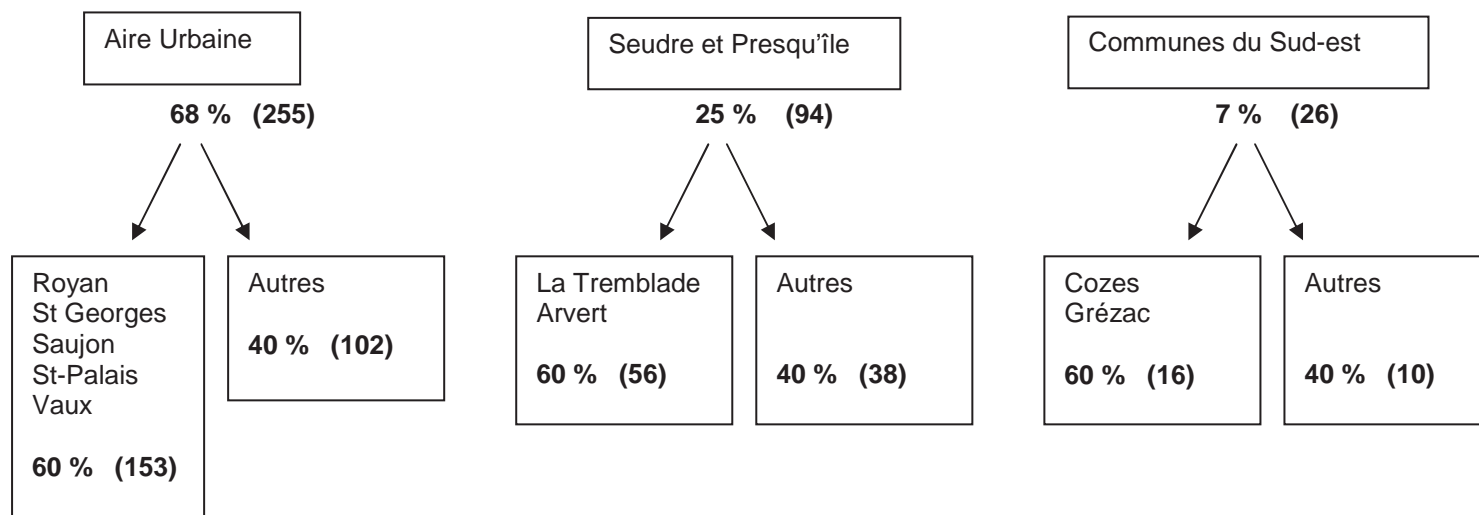 Aire Urbaine
68 % (255)
Royan
St Georges
Saujon
St-Palais
Vaux
60 % (153)
Autres
40 % (102)
Seudre et Presqu'île
25 % (94)
La Tremblade
Arvert
60 % (56)
Autres
40 % (38)
Communes du Sud-est
7 % (26)
Cozes
Grézac
60 % (16)
Autres
40 % (10)